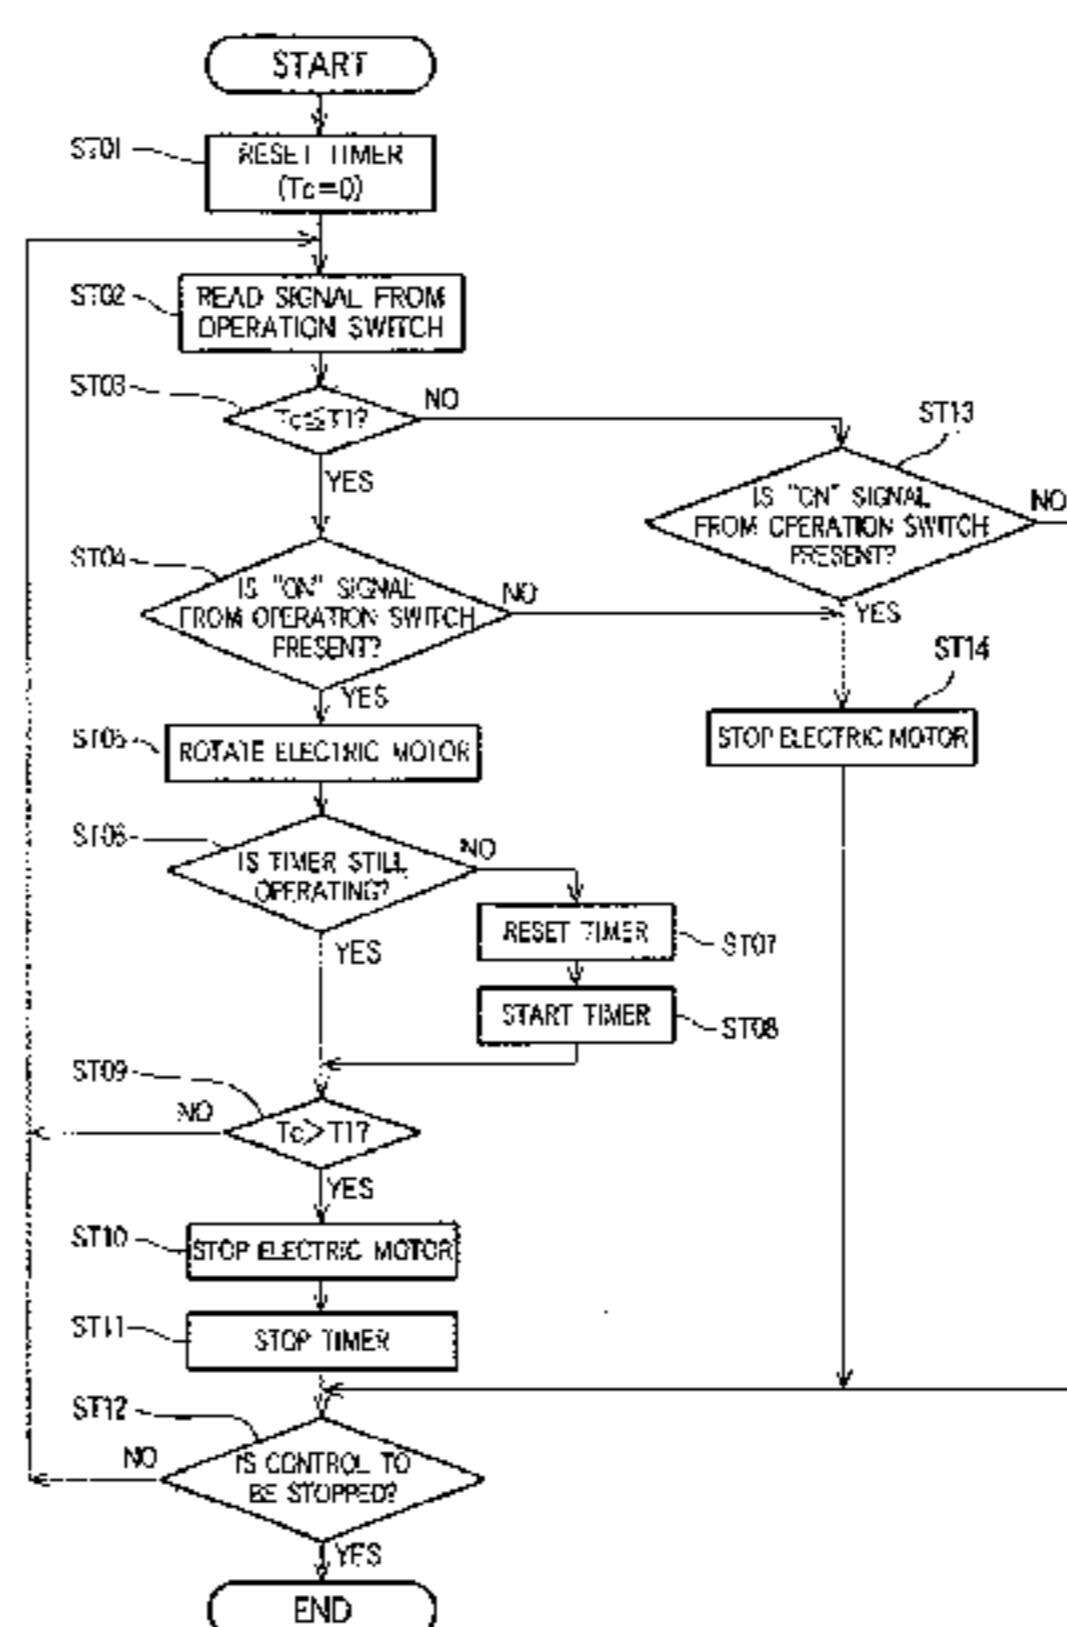 START
ST01
RESET TIMER
(Tc=0)
ST02
READ SIGNAL FROM
OPERATION SWITCH
ST03
Tc≦T1?
NO
YES
ST13
IS "ON" SIGNAL
FROM OPERATION SWITCH
PRESENT?
NO
YES
ST04
IS "ON" SIGNAL
FROM OPERATION SWITCH
PRESENT?
NO
YES
ST14
STOP ELECTRIC MOTOR
ST05
ROTATE ELECTRIC MOTOR
ST06
IS TIMER STILL
OPERATING?
NO
YES
RESET TIMER
ST07
START TIMER
ST08
ST09
NO
Tc>T1?
YES
ST10
STOP ELECTRIC MOTOR
ST11
STOP TIMER
ST12
NO
IS CONTROL TO
BE STOPPED?
YES
END